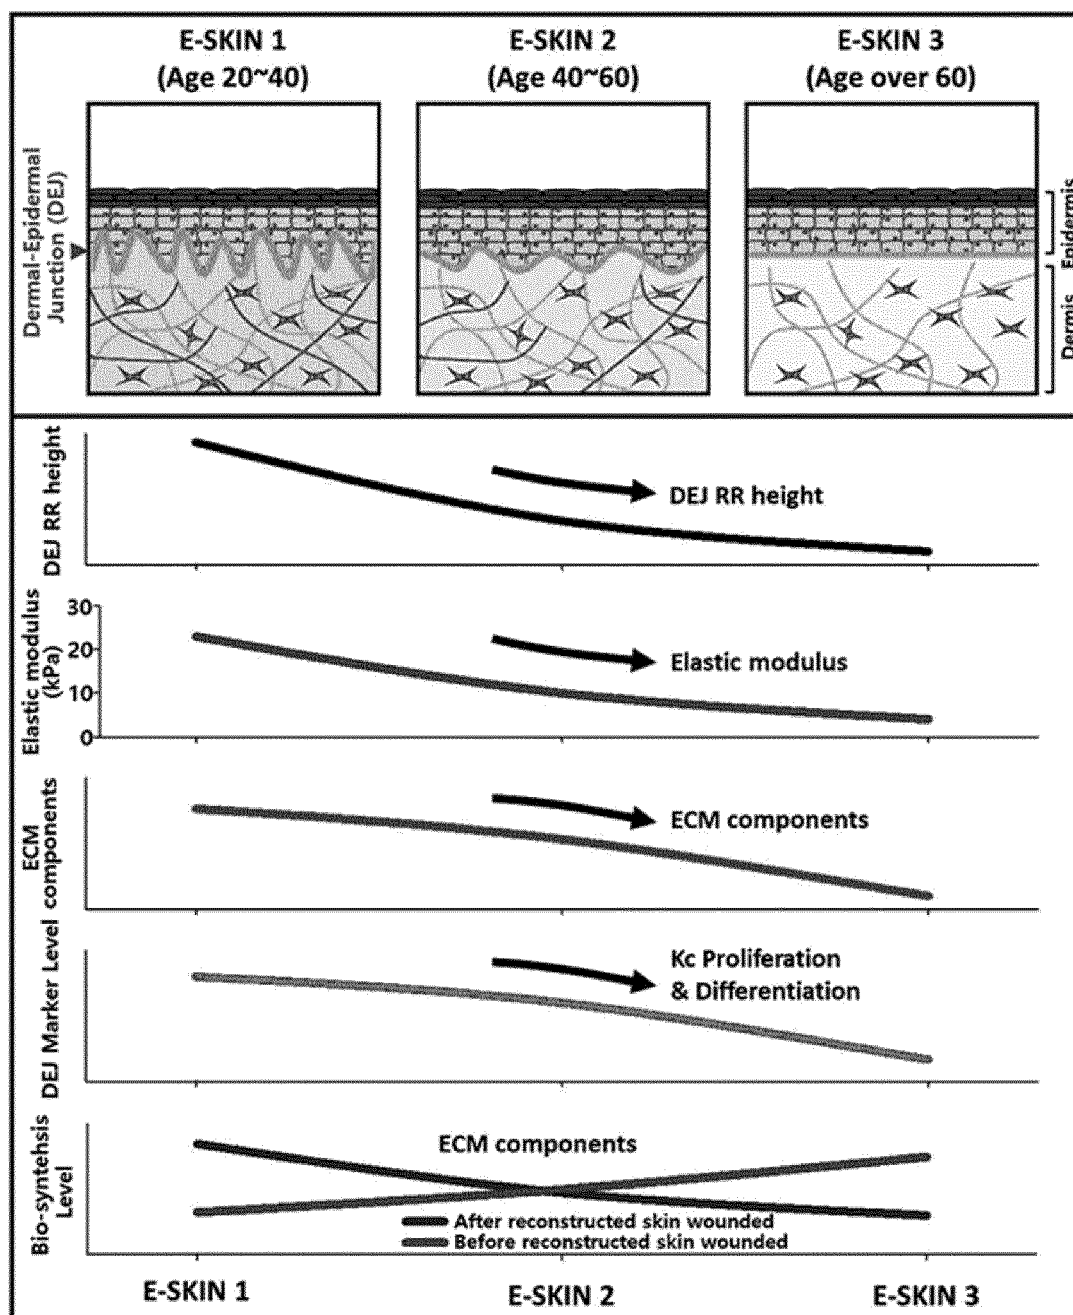 E-SKIN 1
(Age 20~40)
E-SKIN 2
(Age 40~60)
E-SKIN 3
(Age over 60)
Dermal-Epidermal
Junction (DEJ)
Epidermis
Dermis
DEJ RR height
DEJ RR height
Elastic modulus
(kPa)
30
20
10
0
Elastic modulus
ECM
components
ECM components
DEJ Marker Level
Kc Proliferation
& Differentiation
Bio-syntehsis
Level
ECM components
After reconstructed skin wounded
Before reconstructed skin wounded
E-SKIN 1
E-SKIN 2
E-SKIN 3